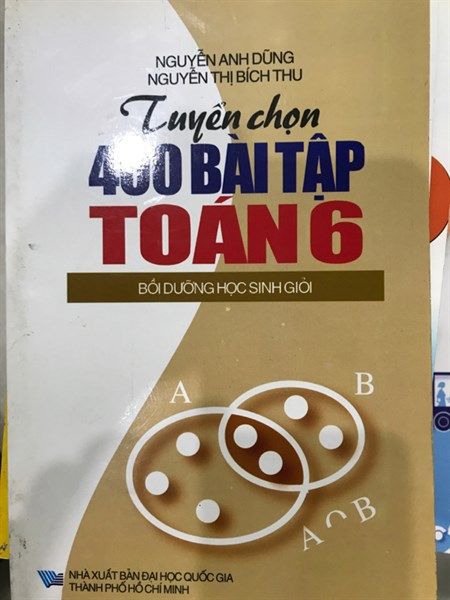 NGUYỄN ANH DŨNG
NGUYỄN THỊ BÍCH THU
Tuyển chọn
400 BÀI TẬP
TOÁN 6
BỒI DƯỠNG HỌC SINH GIỎI
A
B
A ∩ B
NHÀ XUẤT BẢN ĐẠI HỌC QUỐC GIA
THÀNH PHỐ HỒ CHÍ MINH